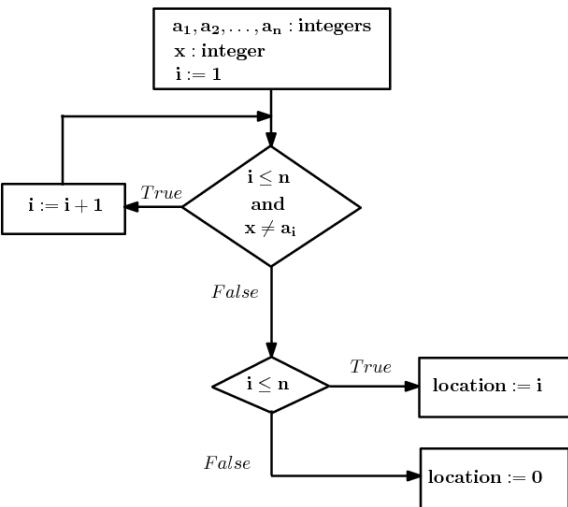 a₁, a₂, ..., aₙ : integers
x : integer
i := 1
i ≤ n
and
x ≠ aᵢ
True
i := i + 1
False
i ≤ n
True
location := i
False
location := 0